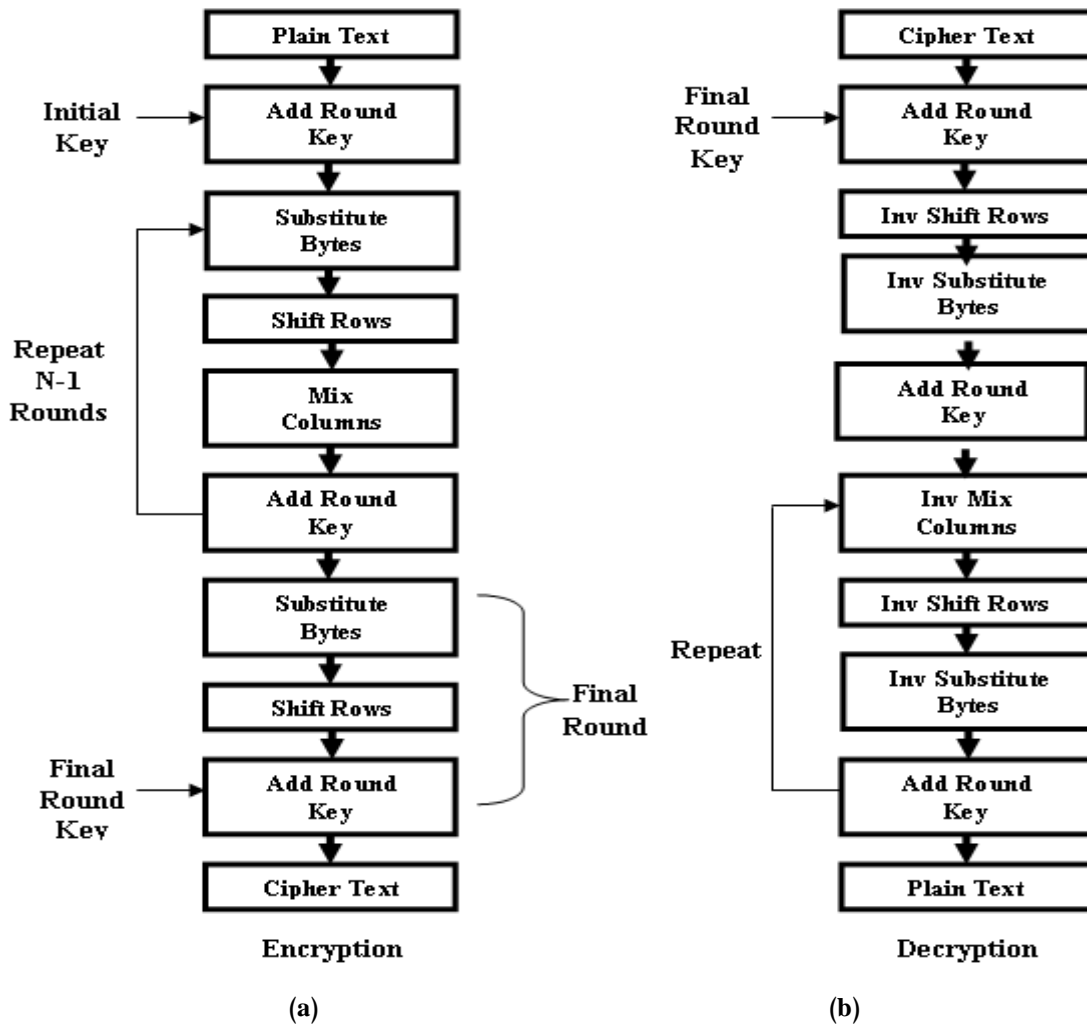 Plain Text
Initial
Key
Add Round
Key
Substitute
Bytes
Shift Rows
Repeat
N-1
Rounds
Mix
Columns
Add Round
Key
Substitute
Bytes
Shift Rows
Final
Round
Final
Round
Key
Add Round
Key
Cipher Text
Encryption
(a)
Cipher Text
Final
Round
Key
Add Round
Key
Inv Shift Rows
Inv Substitute
Bytes
Add Round
Key
Inv Mix
Columns
Inv Shift Rows
Repeat
Inv Substitute
Bytes
Add Round
Key
Plain Text
Decryption
(b)